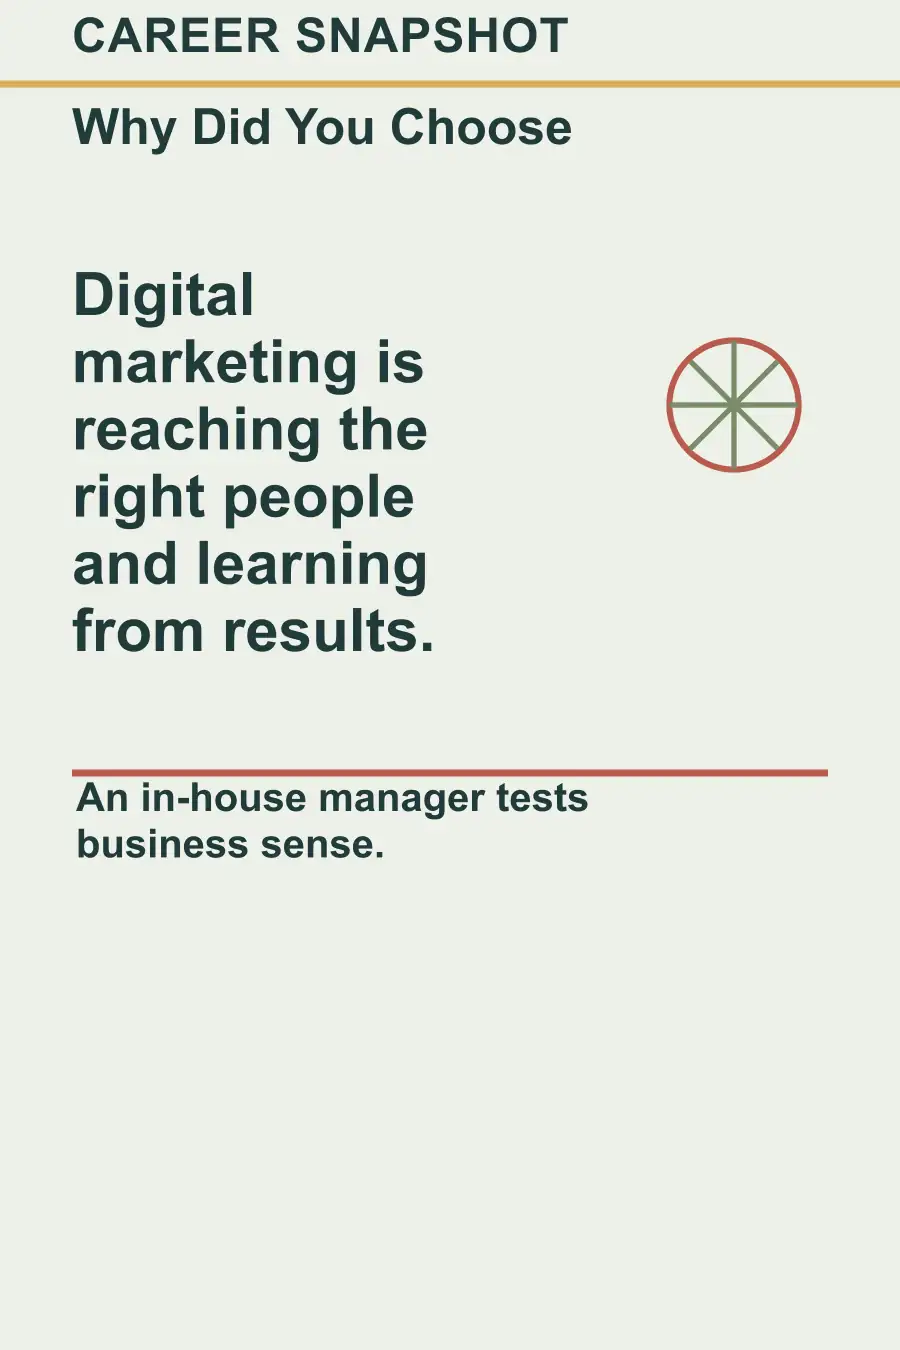 CAREER SNAPSHOT
Why Did You Choose
Digital
marketing is
reaching the
right people
and learning
from results.
An in-house manager tests
business sense.